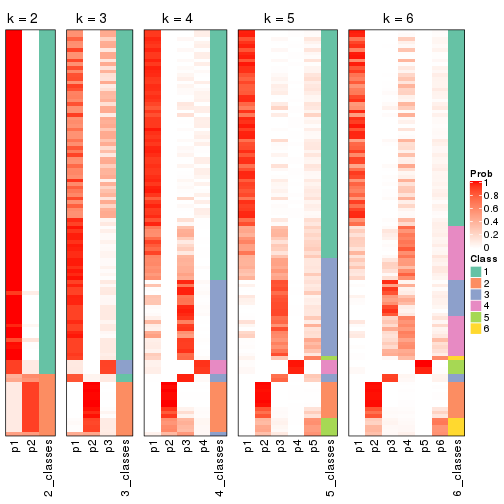 k = 2
k = 3
k = 4
k = 5
k = 6
p1
p2
2_classes
p1
p2
p3
3_classes
p1
p2
p3
p4
4_classes
p1
p2
p3
p4
p5
5_classes
p1
p2
p3
p4
p5
p6
6_classes
Prob
1
0.8
0.6
0.4
0.2
0
Class
1
2
3
4
5
6